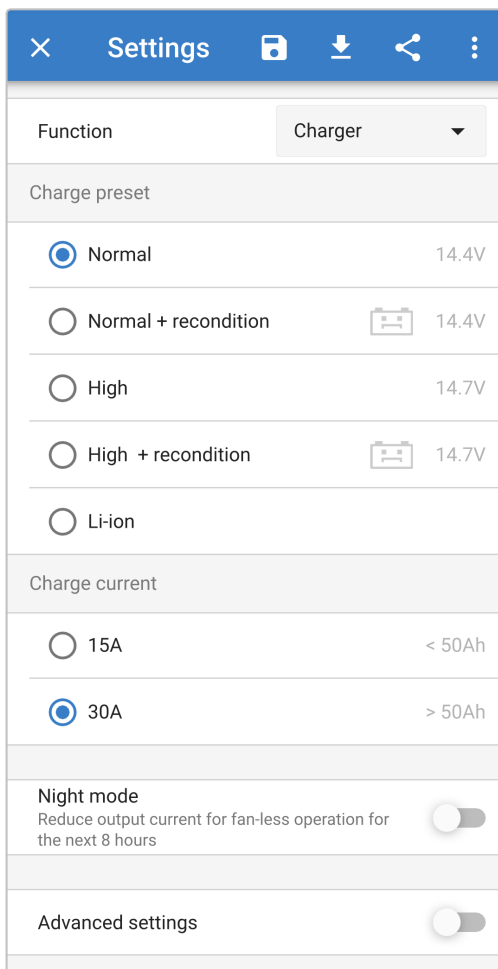 Settings
Function Charger
Charge preset
Normal 14.4V
Normal + recondition 14.4V
High 14.7V
High + recondition 14.7V
Li-ion
Charge current
15A < 50Ah
30A > 50Ah
Night mode
Reduce output current for fan-less operation for
the next 8 hours
Advanced settings